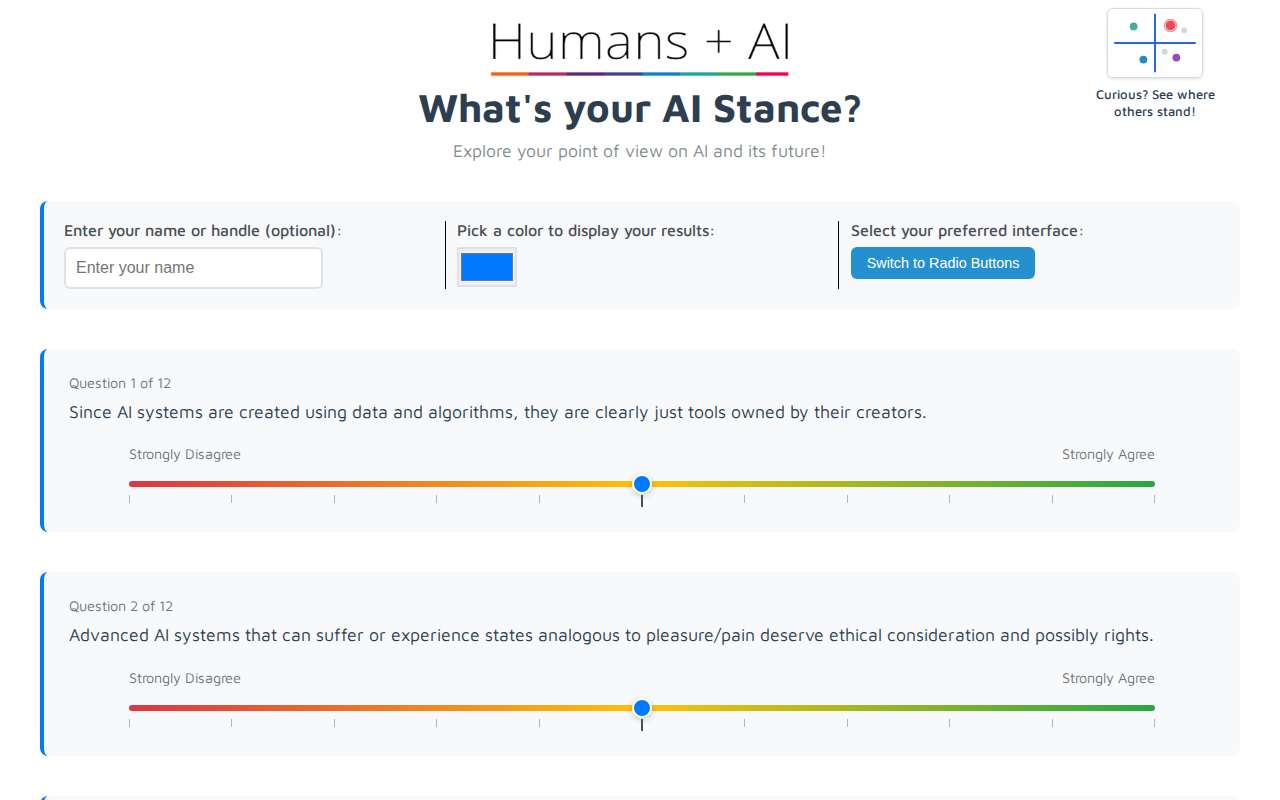 Humans + AI
What's your AI Stance?
Explore your point of view on AI and its future!
Curious? See where
others stand!
Enter your name or handle (optional):
Enter your name
Pick a color to display your results:
Select your preferred interface:
Switch to Radio Buttons
Question 1 of 12
Since AI systems are created using data and algorithms, they are clearly just tools owned by their creators.
Strongly Disagree
Strongly Agree
Question 2 of 12
Advanced AI systems that can suffer or experience states analogous to pleasure/pain deserve ethical consideration and possibly rights.
Strongly Disagree
Strongly Agree